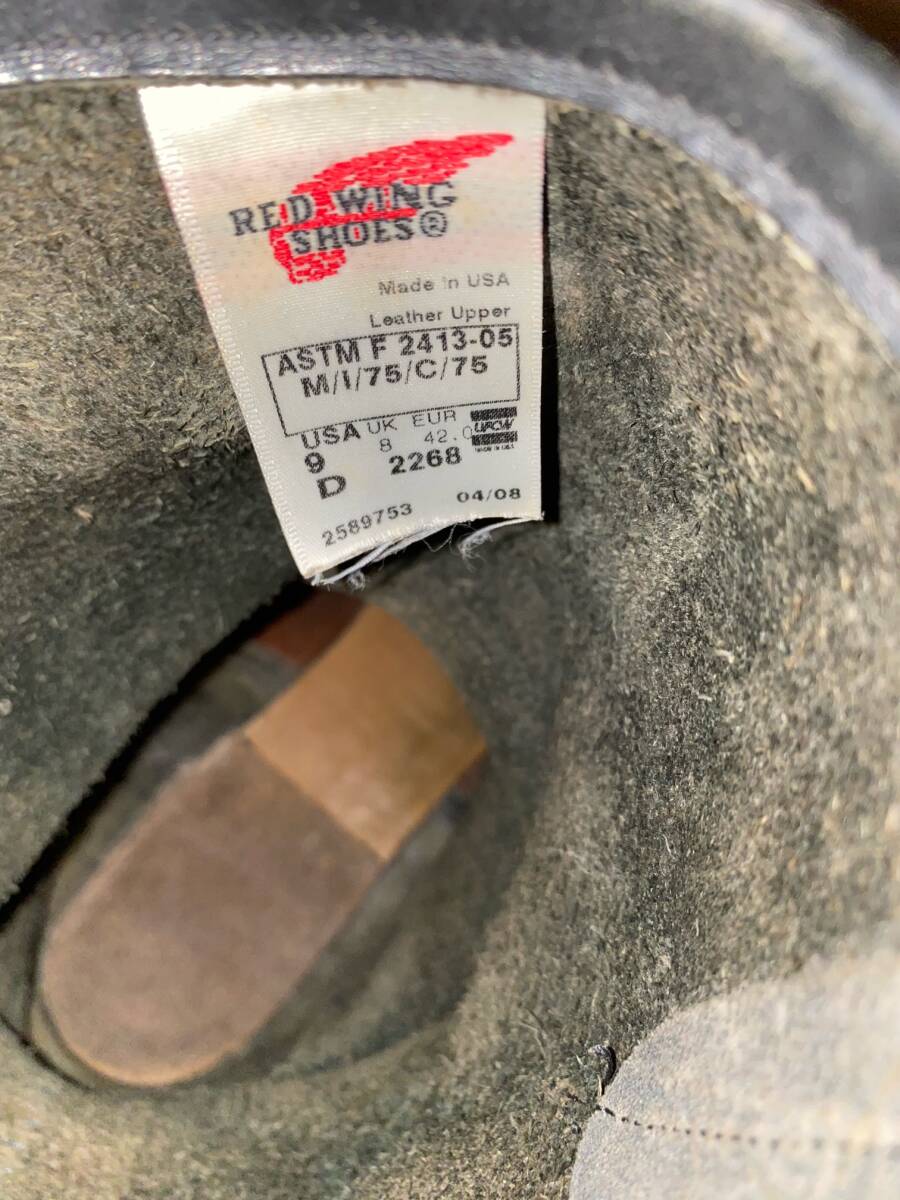 RED WING
SHOES®
Made in USA
Leather Upper
ASTM F 2413-05
M/I/75/C/75
USA UK EUR
9 8 42.0
UFCW
D 2268
2589753 04/08